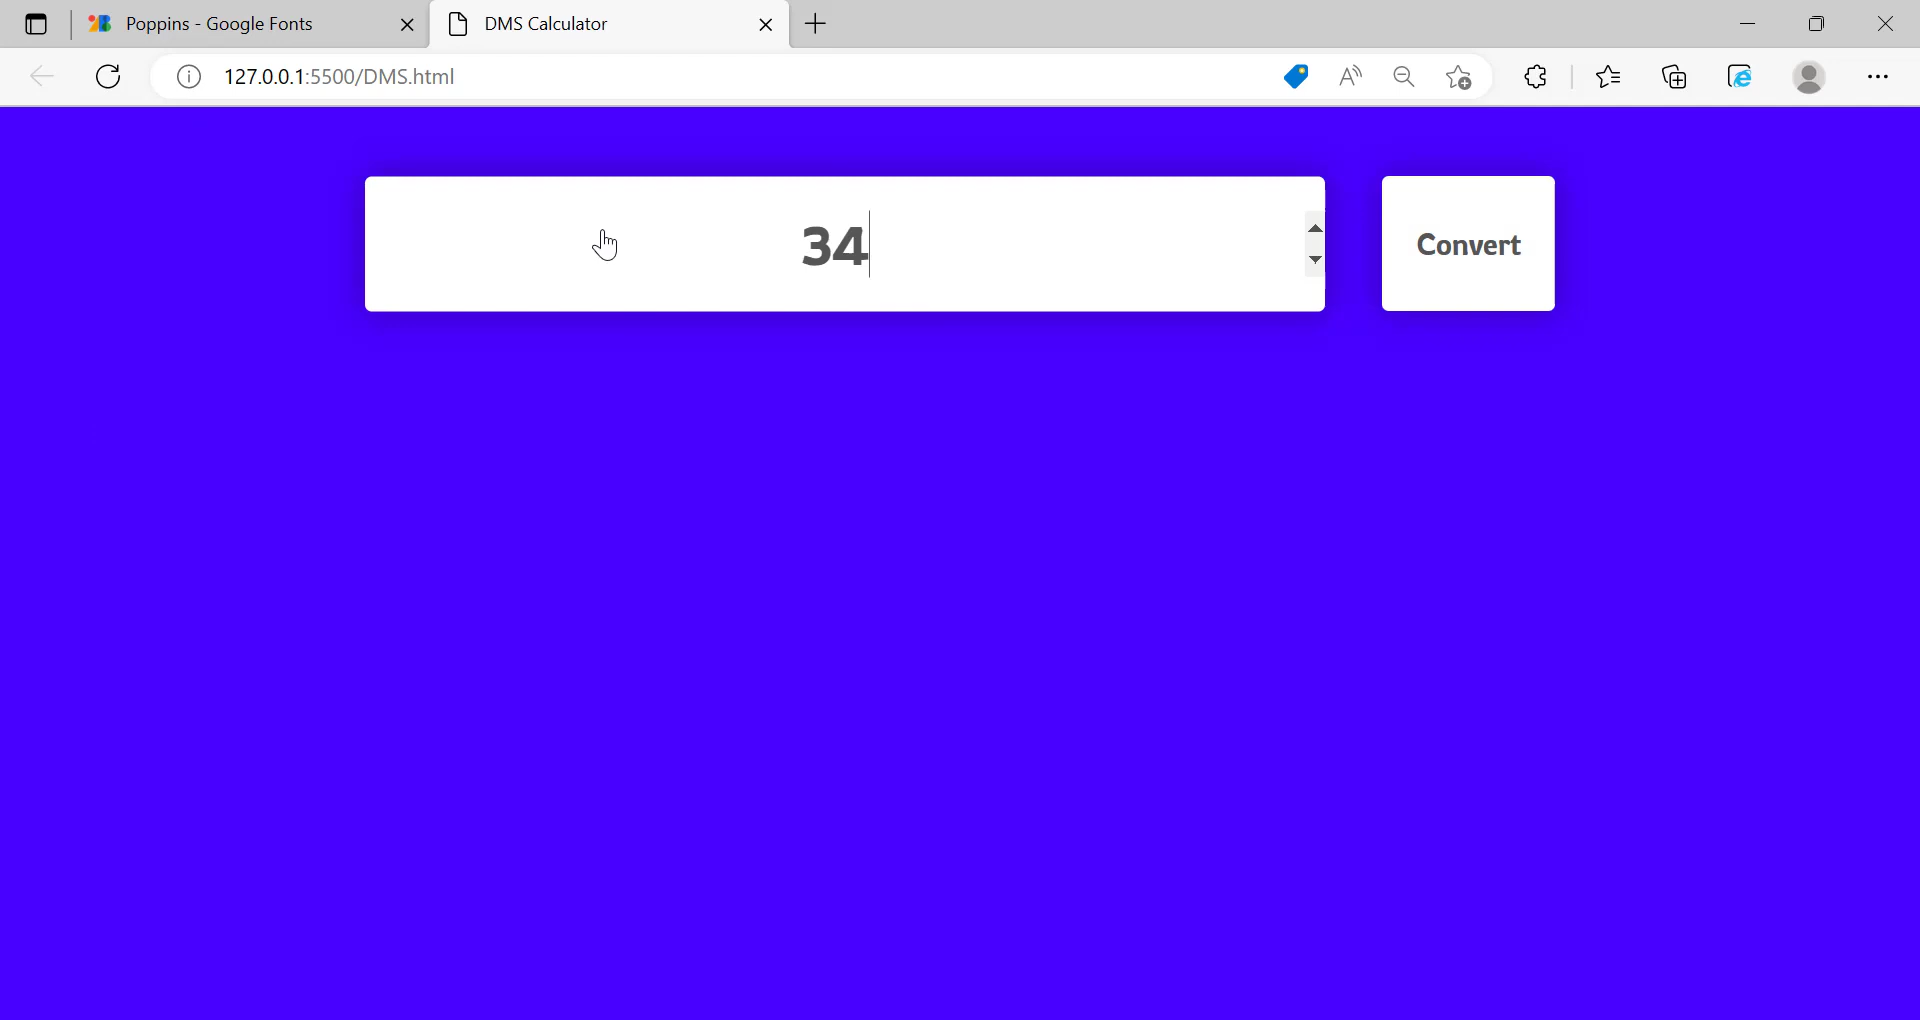 Poppins - Google Fonts
DMS Calculator
127.0.0.1:5500/DMS.html
34
Convert